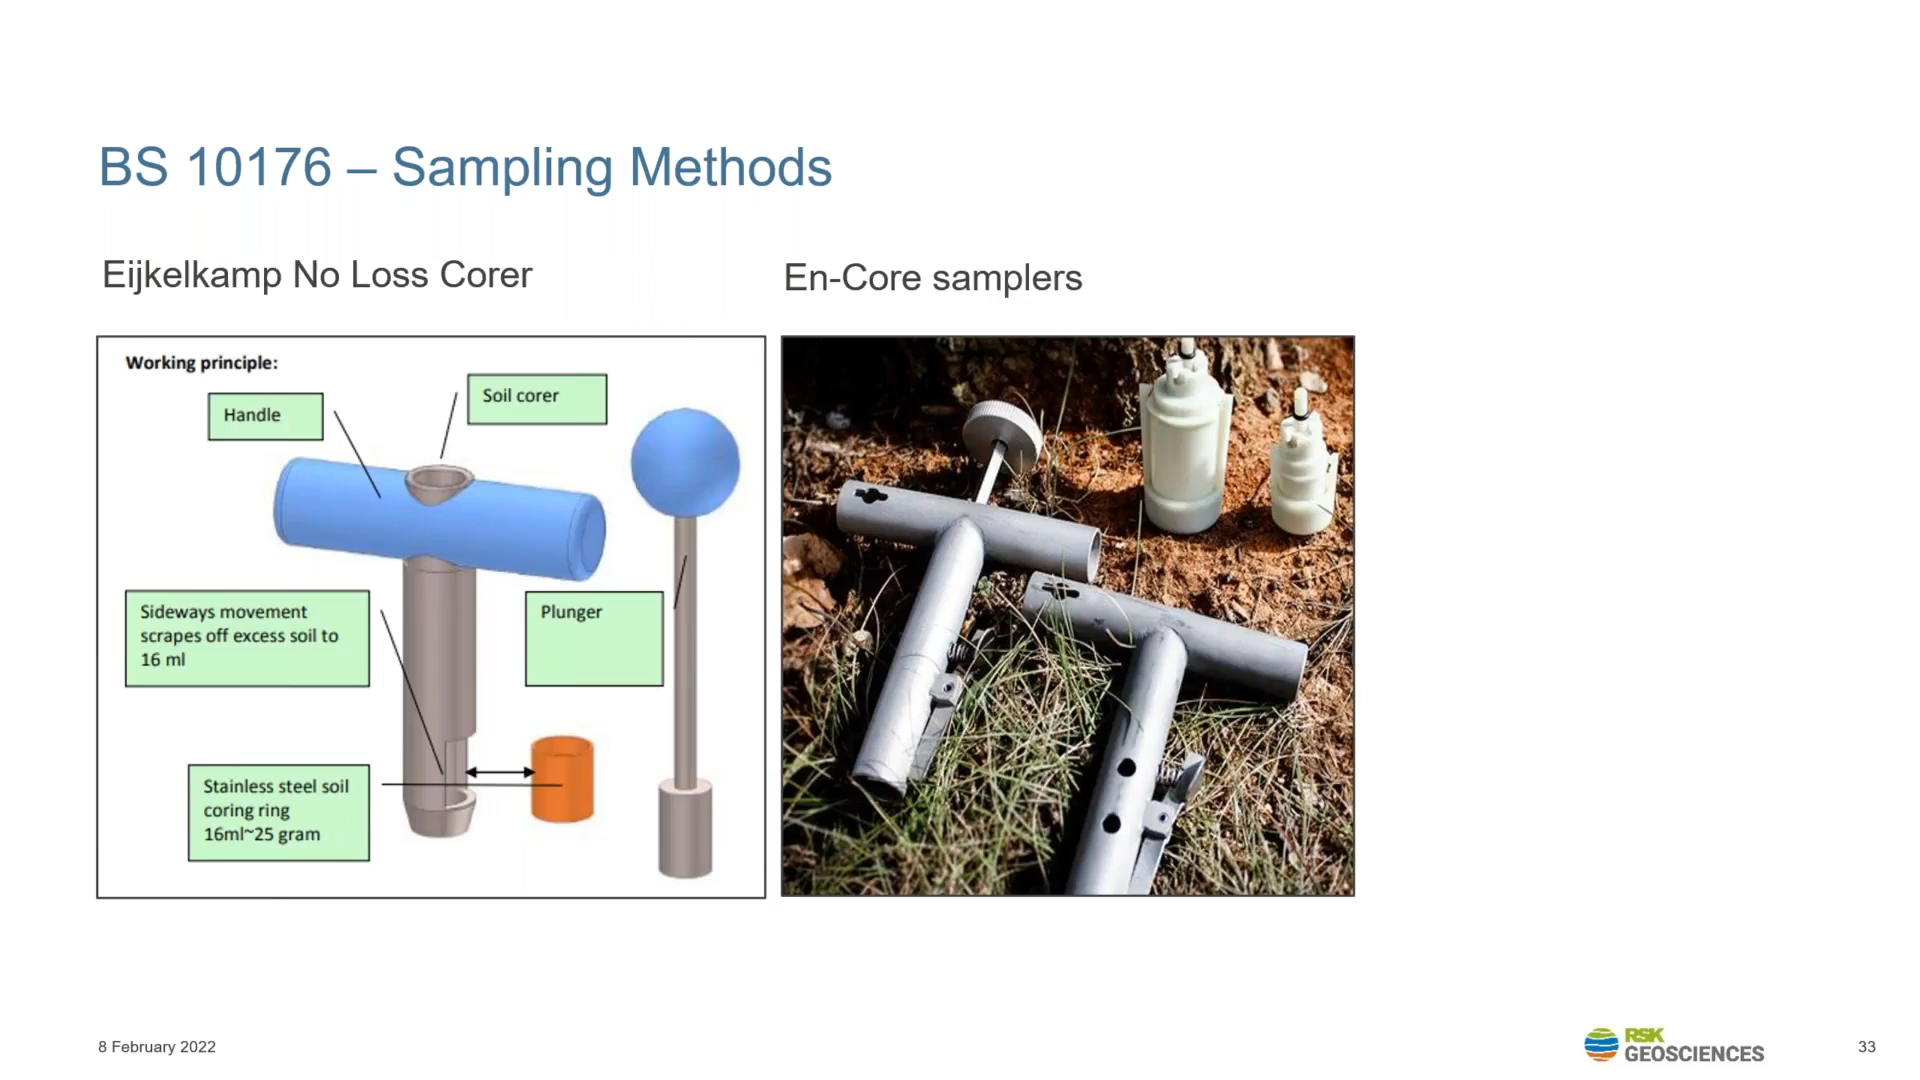 BS 10176 – Sampling Methods
Eijkelkamp No Loss Corer
En-Core samplers
Working principle:
Handle
Soil corer
Sideways movement
scrapes off excess soil to
16 ml
Plunger
Stainless steel soil
coring ring
16ml~25 gram
8 February 2022
RSK
GEOSCIENCES
33